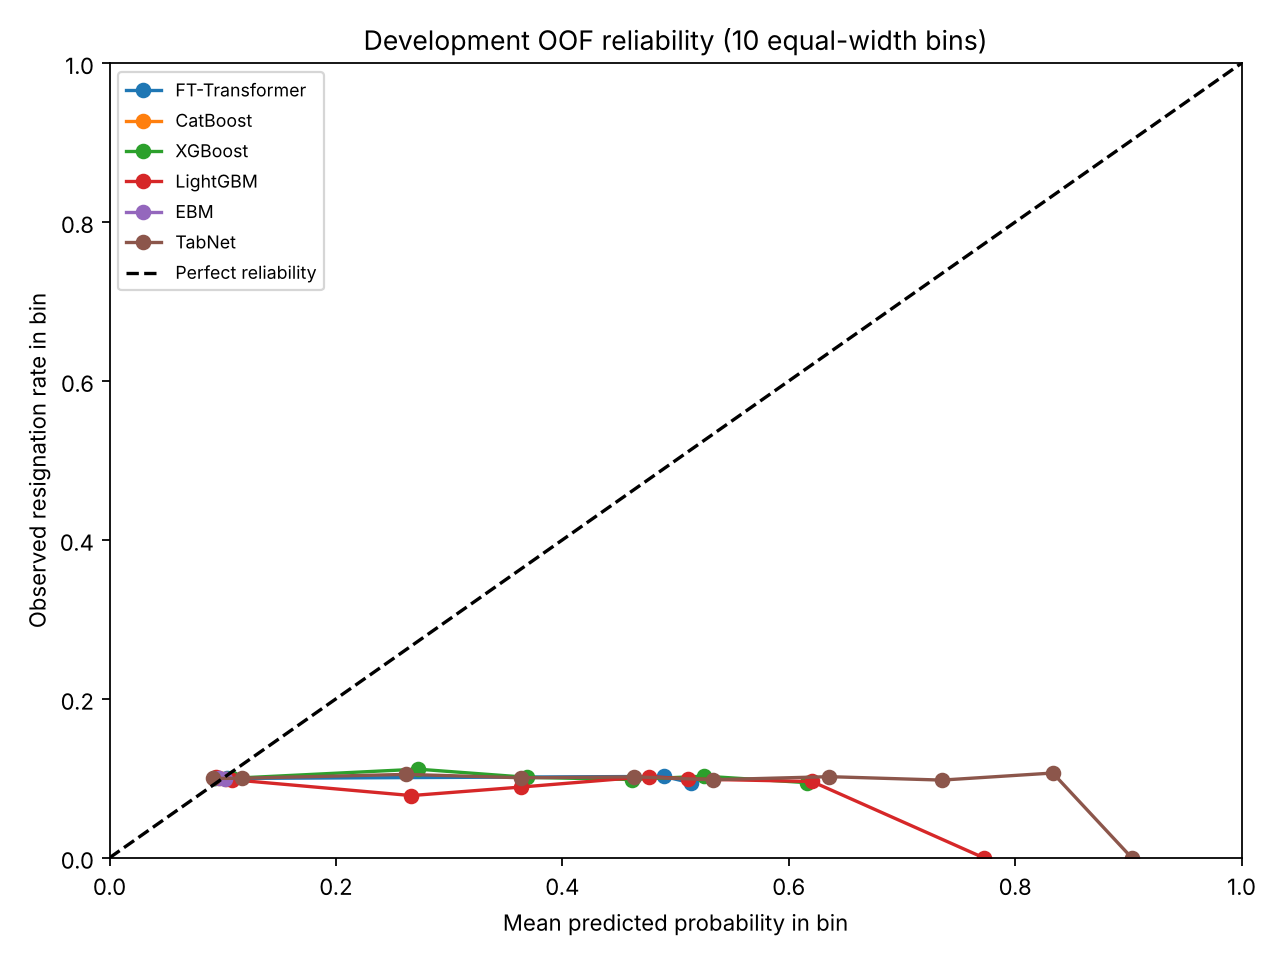 Development OOF reliability (10 equal-width bins)
FT-Transformer
CatBoost
XGBoost
LightGBM
EBM
TabNet
Perfect reliability
Observed resignation rate in bin
1.0
0.8
0.6
0.4
0.2
0.0
0.0 0.2 0.4 0.6 0.8 1.0
Mean predicted probability in bin